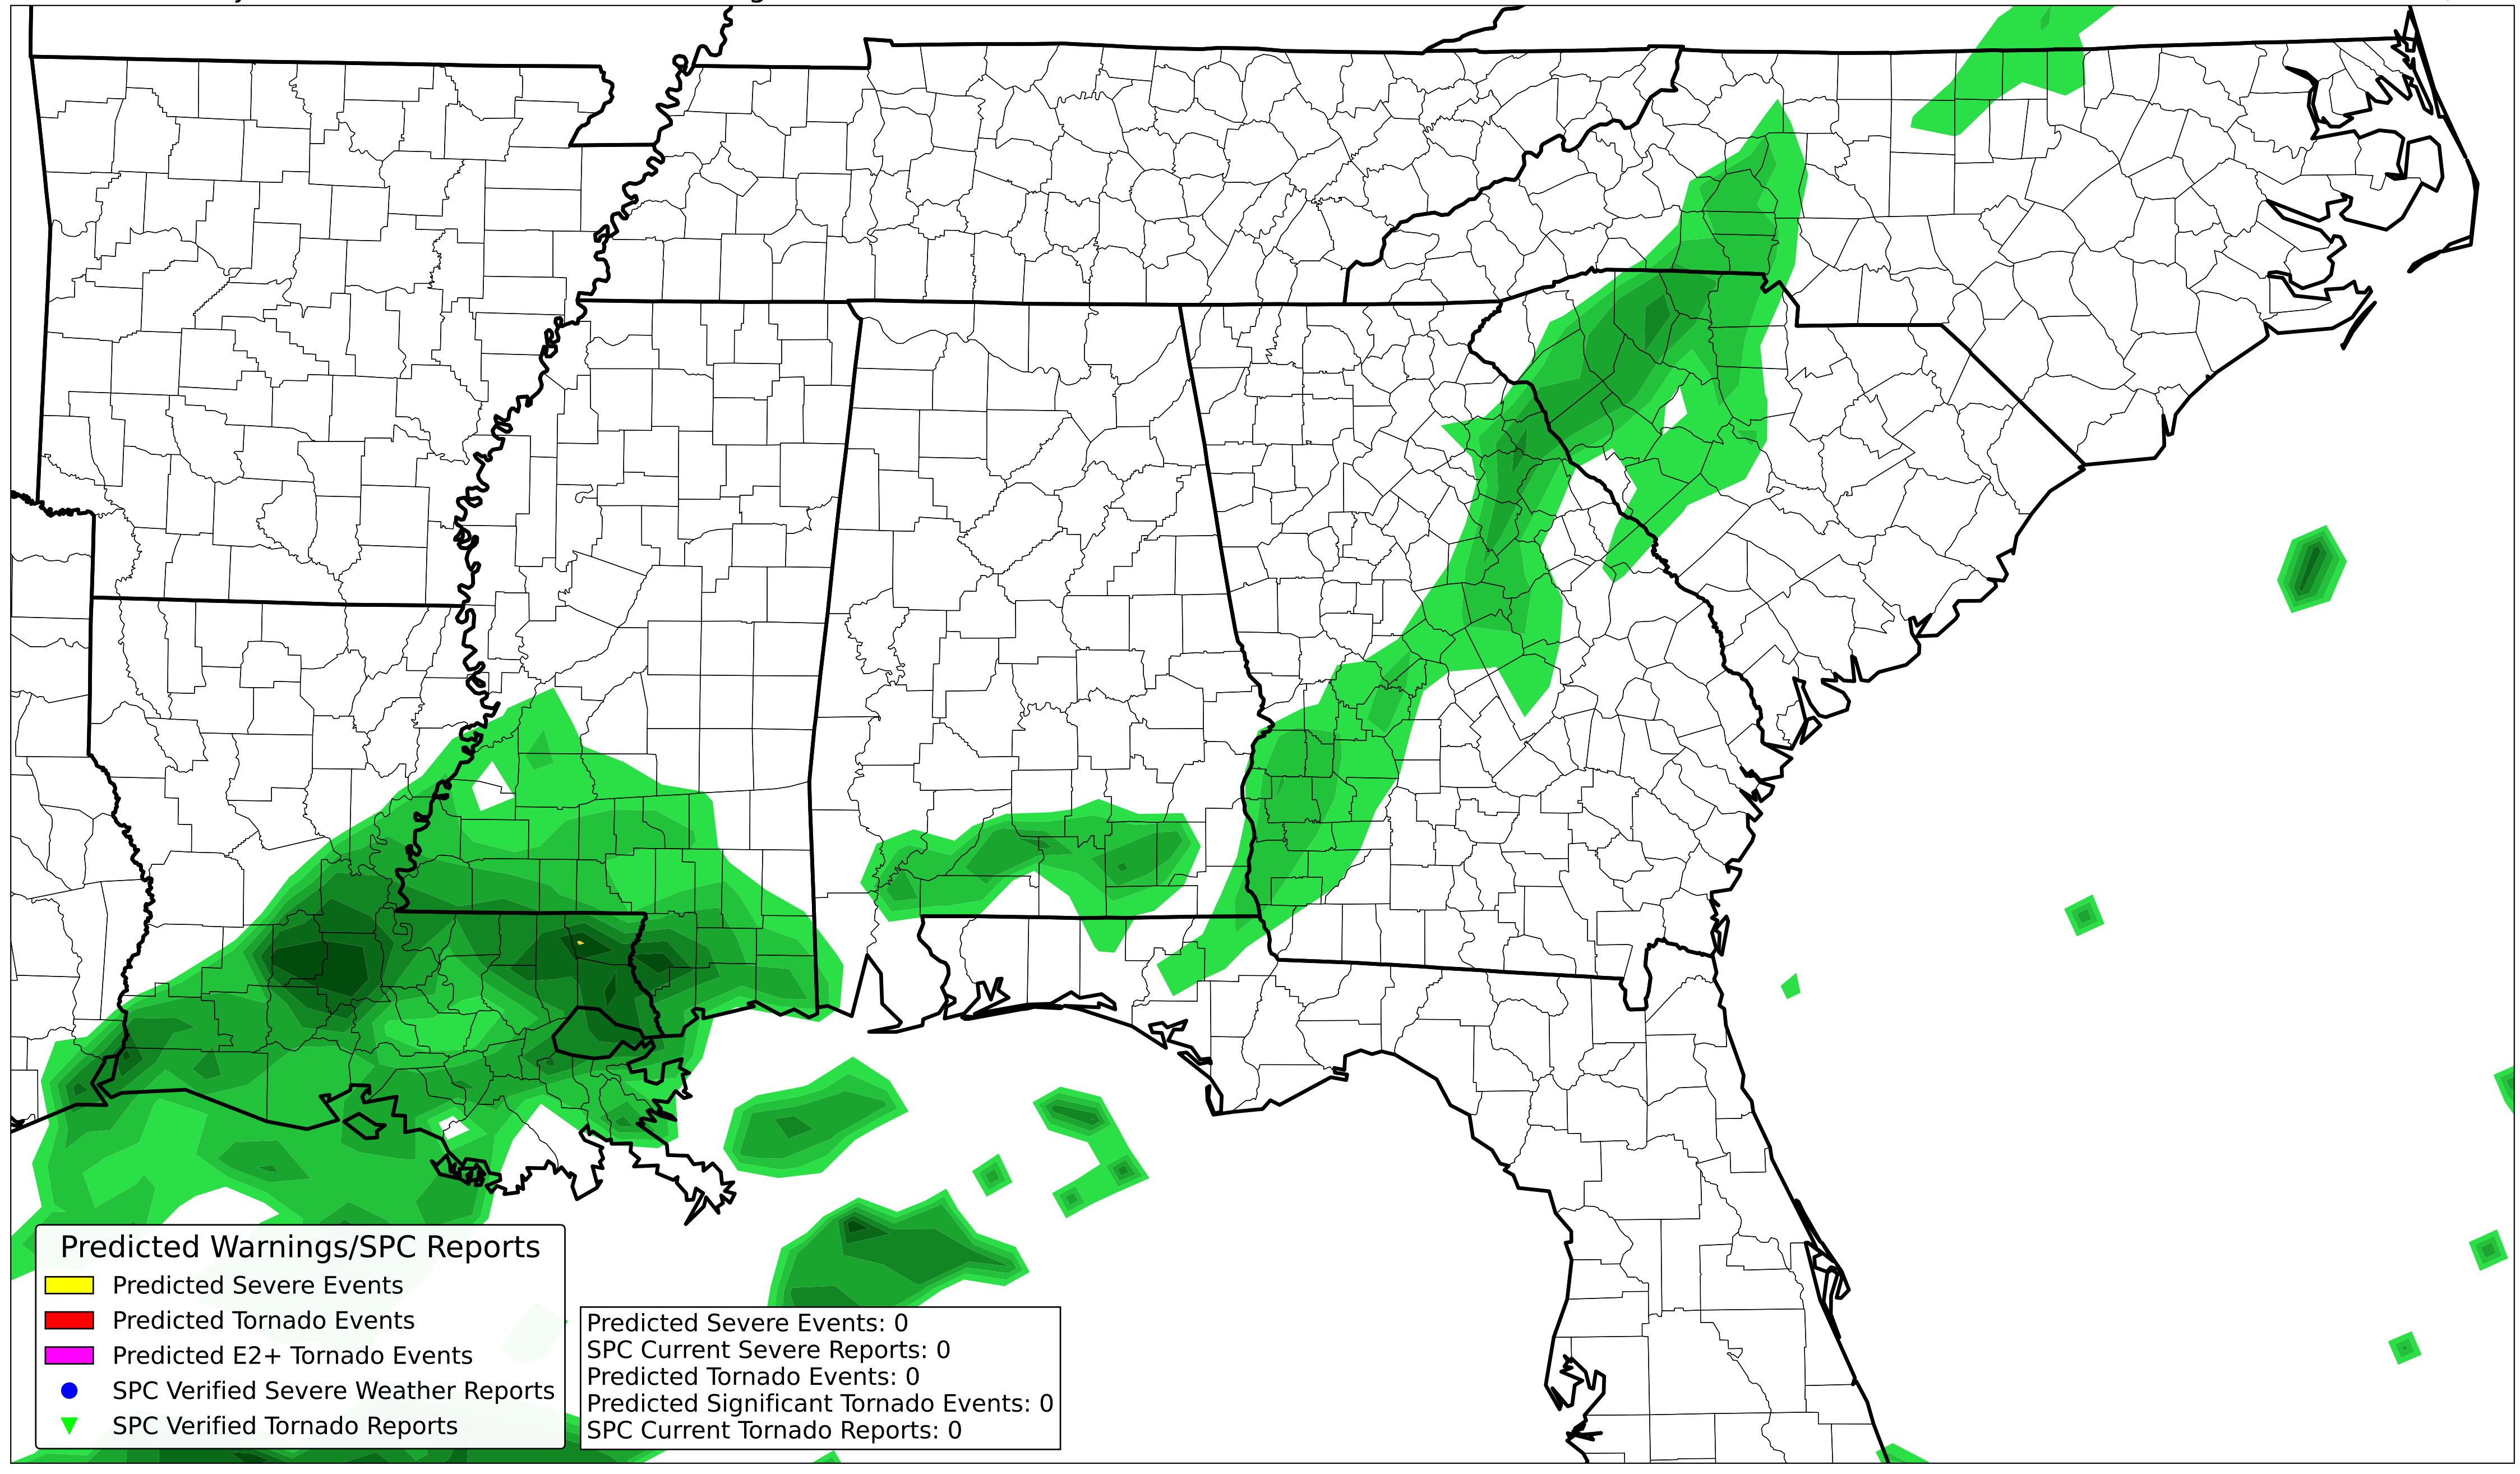 Predicted Warnings/SPC Reports
Predicted Severe Events
Predicted Tornado Events
Predicted E2+ Tornado Events
SPC Verified Severe Weather Reports
SPC Verified Tornado Reports
Predicted Severe Events: 0
SPC Current Severe Reports: 0
Predicted Tornado Events: 0
Predicted Significant Tornado Events: 0
SPC Current Tornado Reports: 0